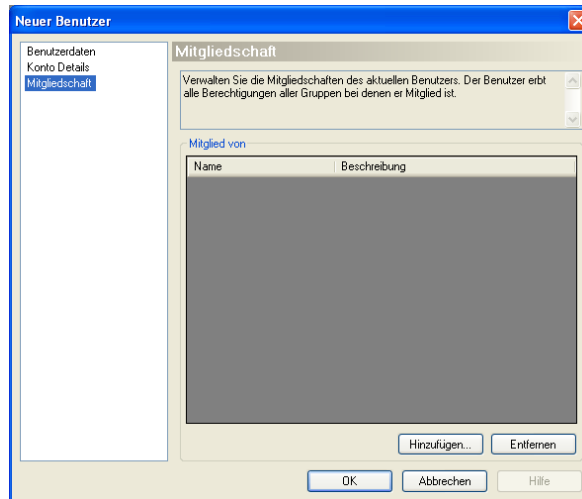 Neuer Benutzer
Benutzerdaten
Konto Details
Mitgliedschaft
Mitgliedschaft
Verwalten Sie die Mitgliedschaften des aktuellen Benutzers. Der Benutzer erbt
alle Berechtigungen aller Gruppen bei denen er Mitglied ist.
Mitglied von
Name Beschreibung
Hinzufügen... Entfernen
OK Abbrechen Hilfe